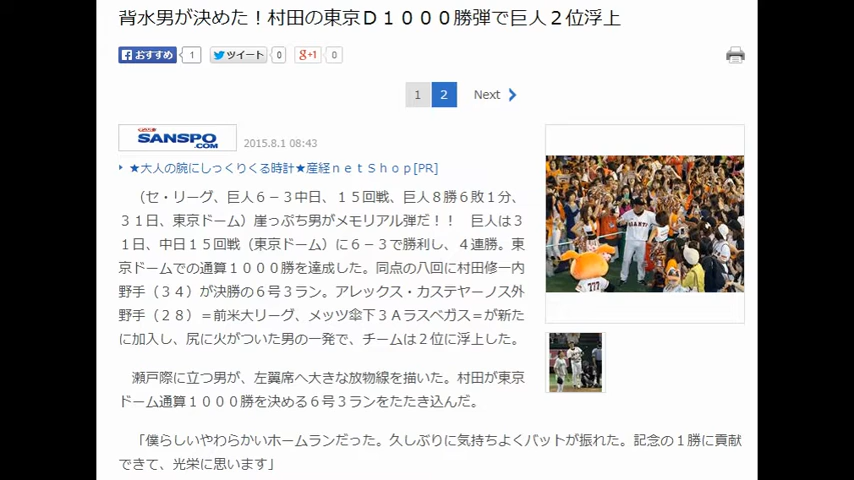 背水男が決めた！村田の東京Ｄ１０００勝弾で巨人２位浮上
おすすめ 1 ツイート 0 g+1 0
1 2 Next
SANSPO.COM 2015.8.1 08:43
★大人の腕にしっくりくる時計★産経ｎｅｔＳｈｏｐ[PR]
（セ・リーグ、巨人６－３中日、１５回戦、巨人８勝６敗１分、
３１日、東京ドーム）崖っぷち男がメモリアル弾だ！！　巨人は３
１日、中日１５回戦（東京ドーム）に６－３で勝利し、４連勝。東
京ドームでの通算１０００勝を達成した。同点の八回に村田修一内
野手（３４）が決勝の６号３ラン。アレックス・カステヤーノス外
野手（２８）＝前米大リーグ、メッツ傘下３Ａラスベガス＝が新た
に加入し、尻に火がついた男の一発で、チームは２位に浮上した。
瀬戸際に立つ男が、左翼席へ大きな放物線を描いた。村田が東京
ドーム通算１０００勝を決める６号３ランをたたき込んだ。
「僕らしいやわらかいホームランだった。久しぶりに気持ちよくバットが振れた。記念の１勝に貢献
できて、光栄に思います」
GIANTS
777